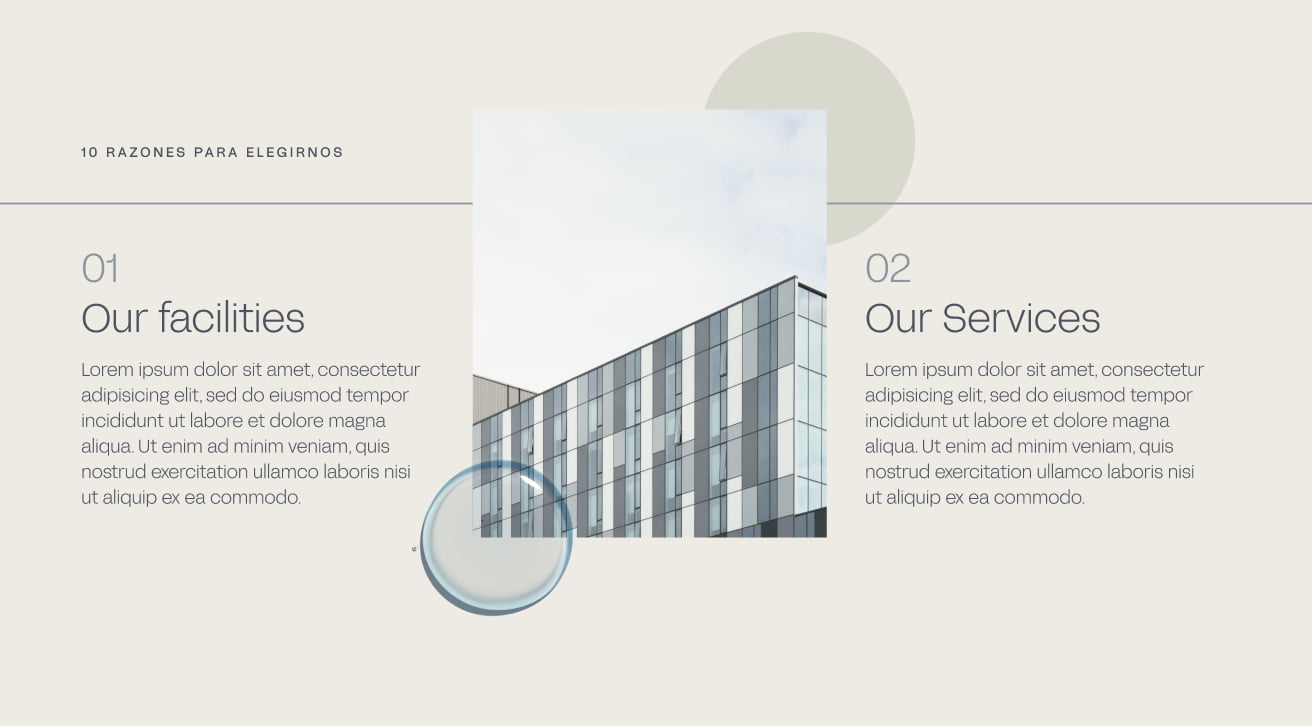 10 RAZONES PARA ELEGIRNOS
01
Our facilities
Lorem ipsum dolor sit amet, consectetur
adipisicing elit, sed do eiusmod tempor
incididunt ut labore et dolore magna
aliqua. Ut enim ad minim veniam, quis
nostrud exercitation ullamco laboris nisi
ut aliquip ex ea commodo.
02
Our Services
Lorem ipsum dolor sit amet, consectetur
adipisicing elit, sed do eiusmod tempor
incididunt ut labore et dolore magna
aliqua. Ut enim ad minim veniam, quis
nostrud exercitation ullamco laboris nisi
ut aliquip ex ea commodo.